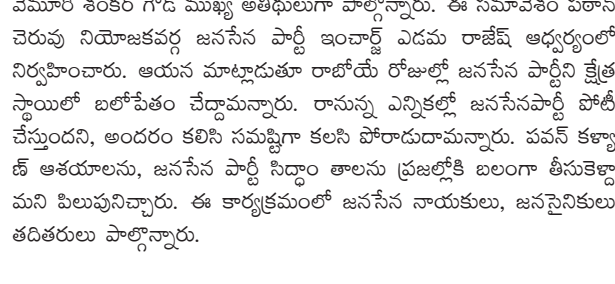 వేమూరి శంకర్ గౌడ్ ముఖ్య అతిథులుగా పాల్గొన్నారు. ఈ సమావేశం పఠాన్
చెరువు నియోజకవర్గ జనసేన పార్టీ ఇంచార్జ్ ఎడమ రాజేష్ ఆధ్వర్యంలో
నిర్వహించారు. ఆయన మాట్లాడుతూ రాబోయే రోజుల్లో జనసేన పార్టీని క్షేత్ర
స్థాయిలో బలోపేతం చేద్దామన్నారు. రానున్న ఎన్నికల్లో జనసేనపార్టీ పోటీ
చేస్తుందని, అందరం కలిసి సమష్టిగా కలసి పోరాడుదామన్నారు. పవన్ కళ్యా
ణ్ ఆశయాలను, జనసేన పార్టీ సిద్ధాం తాలను ప్రజల్లోకి బలంగా తీసుకెళ్దా
మని పిలుపునిచ్చారు. ఈ కార్యక్రమంలో జనసేన నాయకులు, జనసైనికులు
తదితరులు పాల్గొన్నారు.